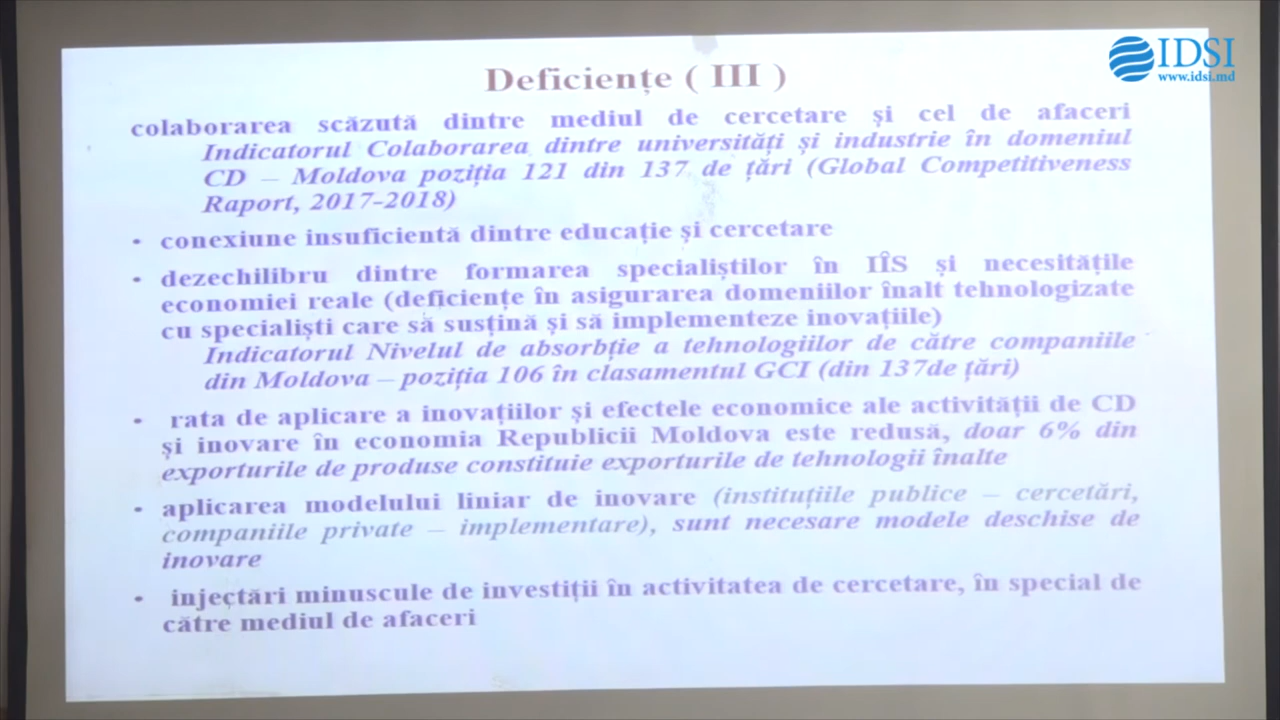 IDSI
www.idsi.md
Deficiențe ( III )
colaborarea scăzută dintre mediul de cercetare și cel de afaceri
Indicatorul Colaborarea dintre universități și industrie în domeniul
CD – Moldova poziția 121 din 137 de țări (Global Competitiveness
Raport, 2017-2018)
• conexiune insuficientă dintre educație și cercetare
• dezechilibru dintre formarea specialiștilor în IÎS și necesitățile
economiei reale (deficiențe în asigurarea domeniilor înalt tehnologizate
cu specialiști care să susțină și să implementeze inovațiile)
Indicatorul Nivelul de absorbție a tehnologiilor de către companiile
din Moldova – poziția 106 în clasamentul GCI (din 137de țări)
• rata de aplicare a inovațiilor și efectele economice ale activității de CD
și inovare în economia Republicii Moldova este redusă, doar 6% din
exporturile de produse constituie exporturile de tehnologii înalte
• aplicarea modelului liniar de inovare (instituțiile publice – cercetări,
companiile private – implementare), sunt necesare modele deschise de
inovare
• injectări minuscule de investiții în activitatea de cercetare, în special de
către mediul de afaceri